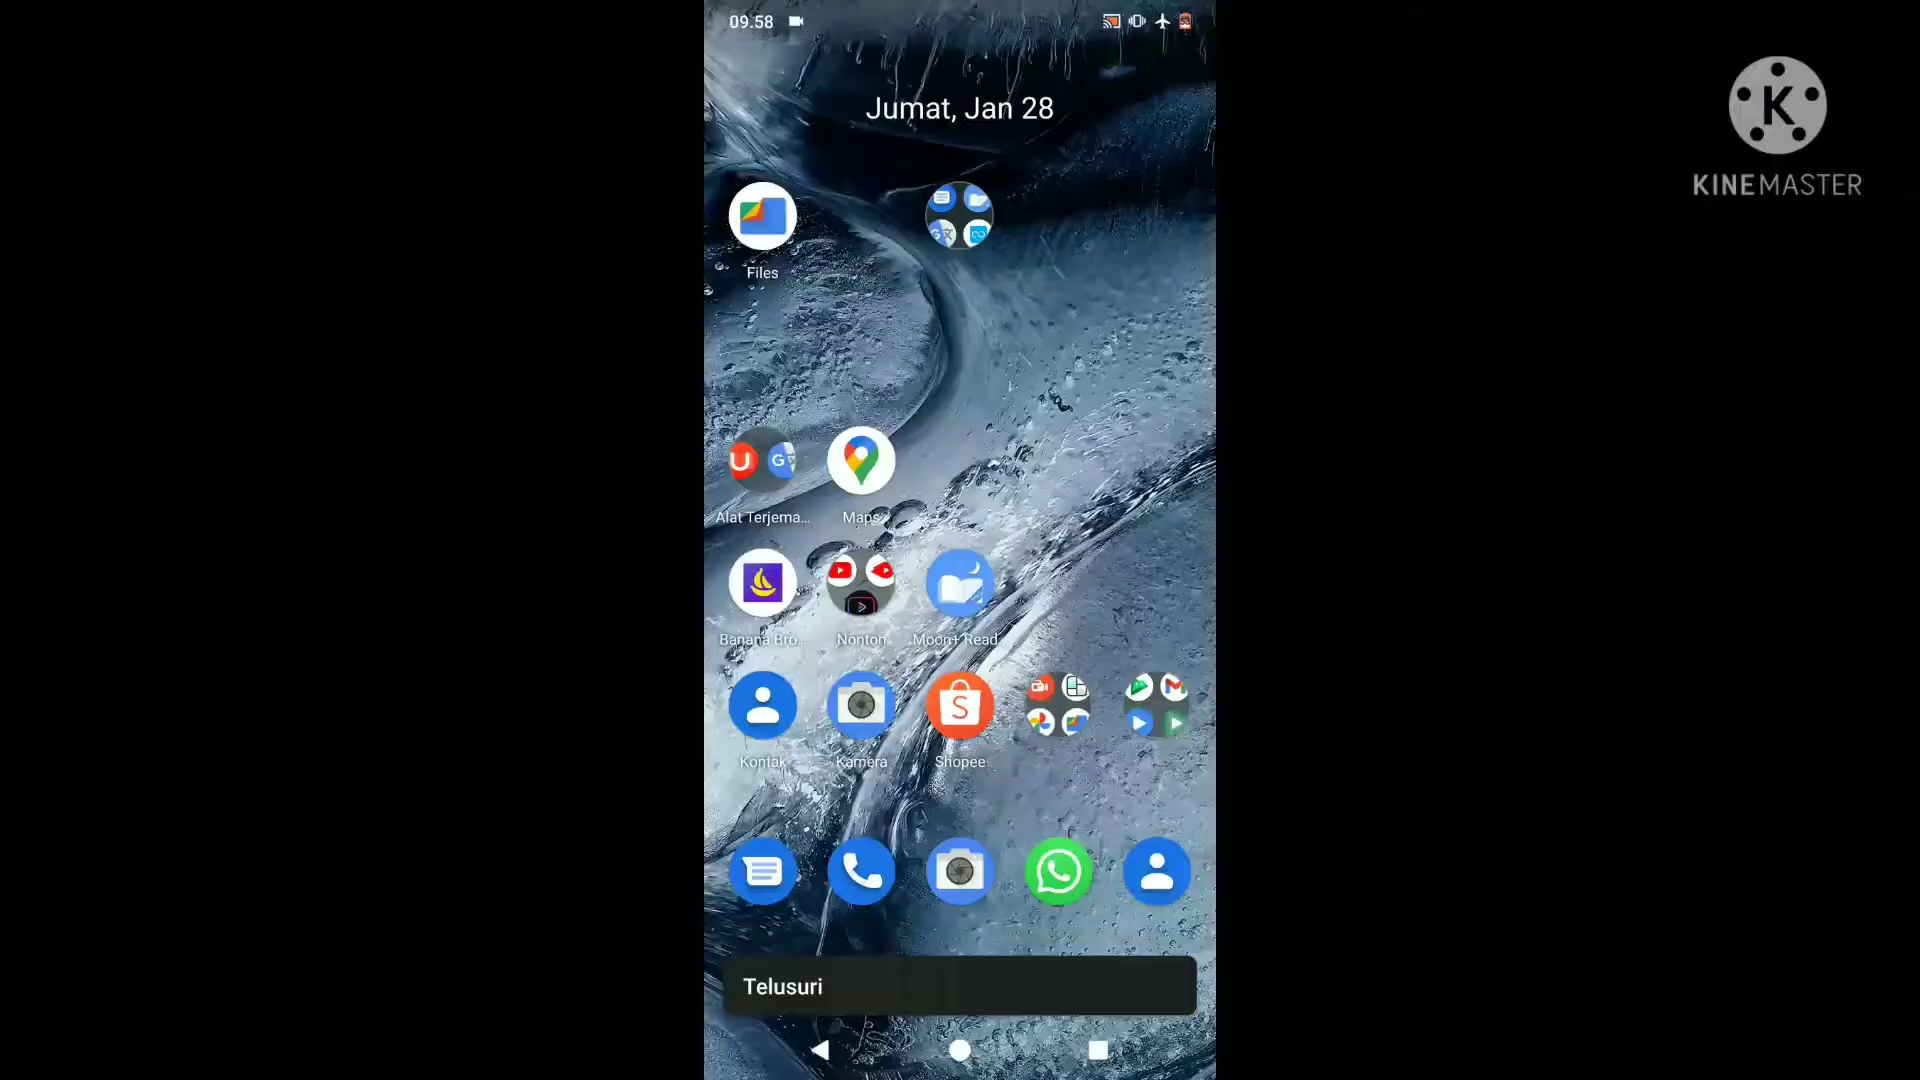 09.58
KINEMASTER
Jumat, Jan 28
Files
Alat Terjema...
Maps
Banana Bro...
Nonton
Moon+ Read...
Kontak
Kamera
Shopee
Telusuri